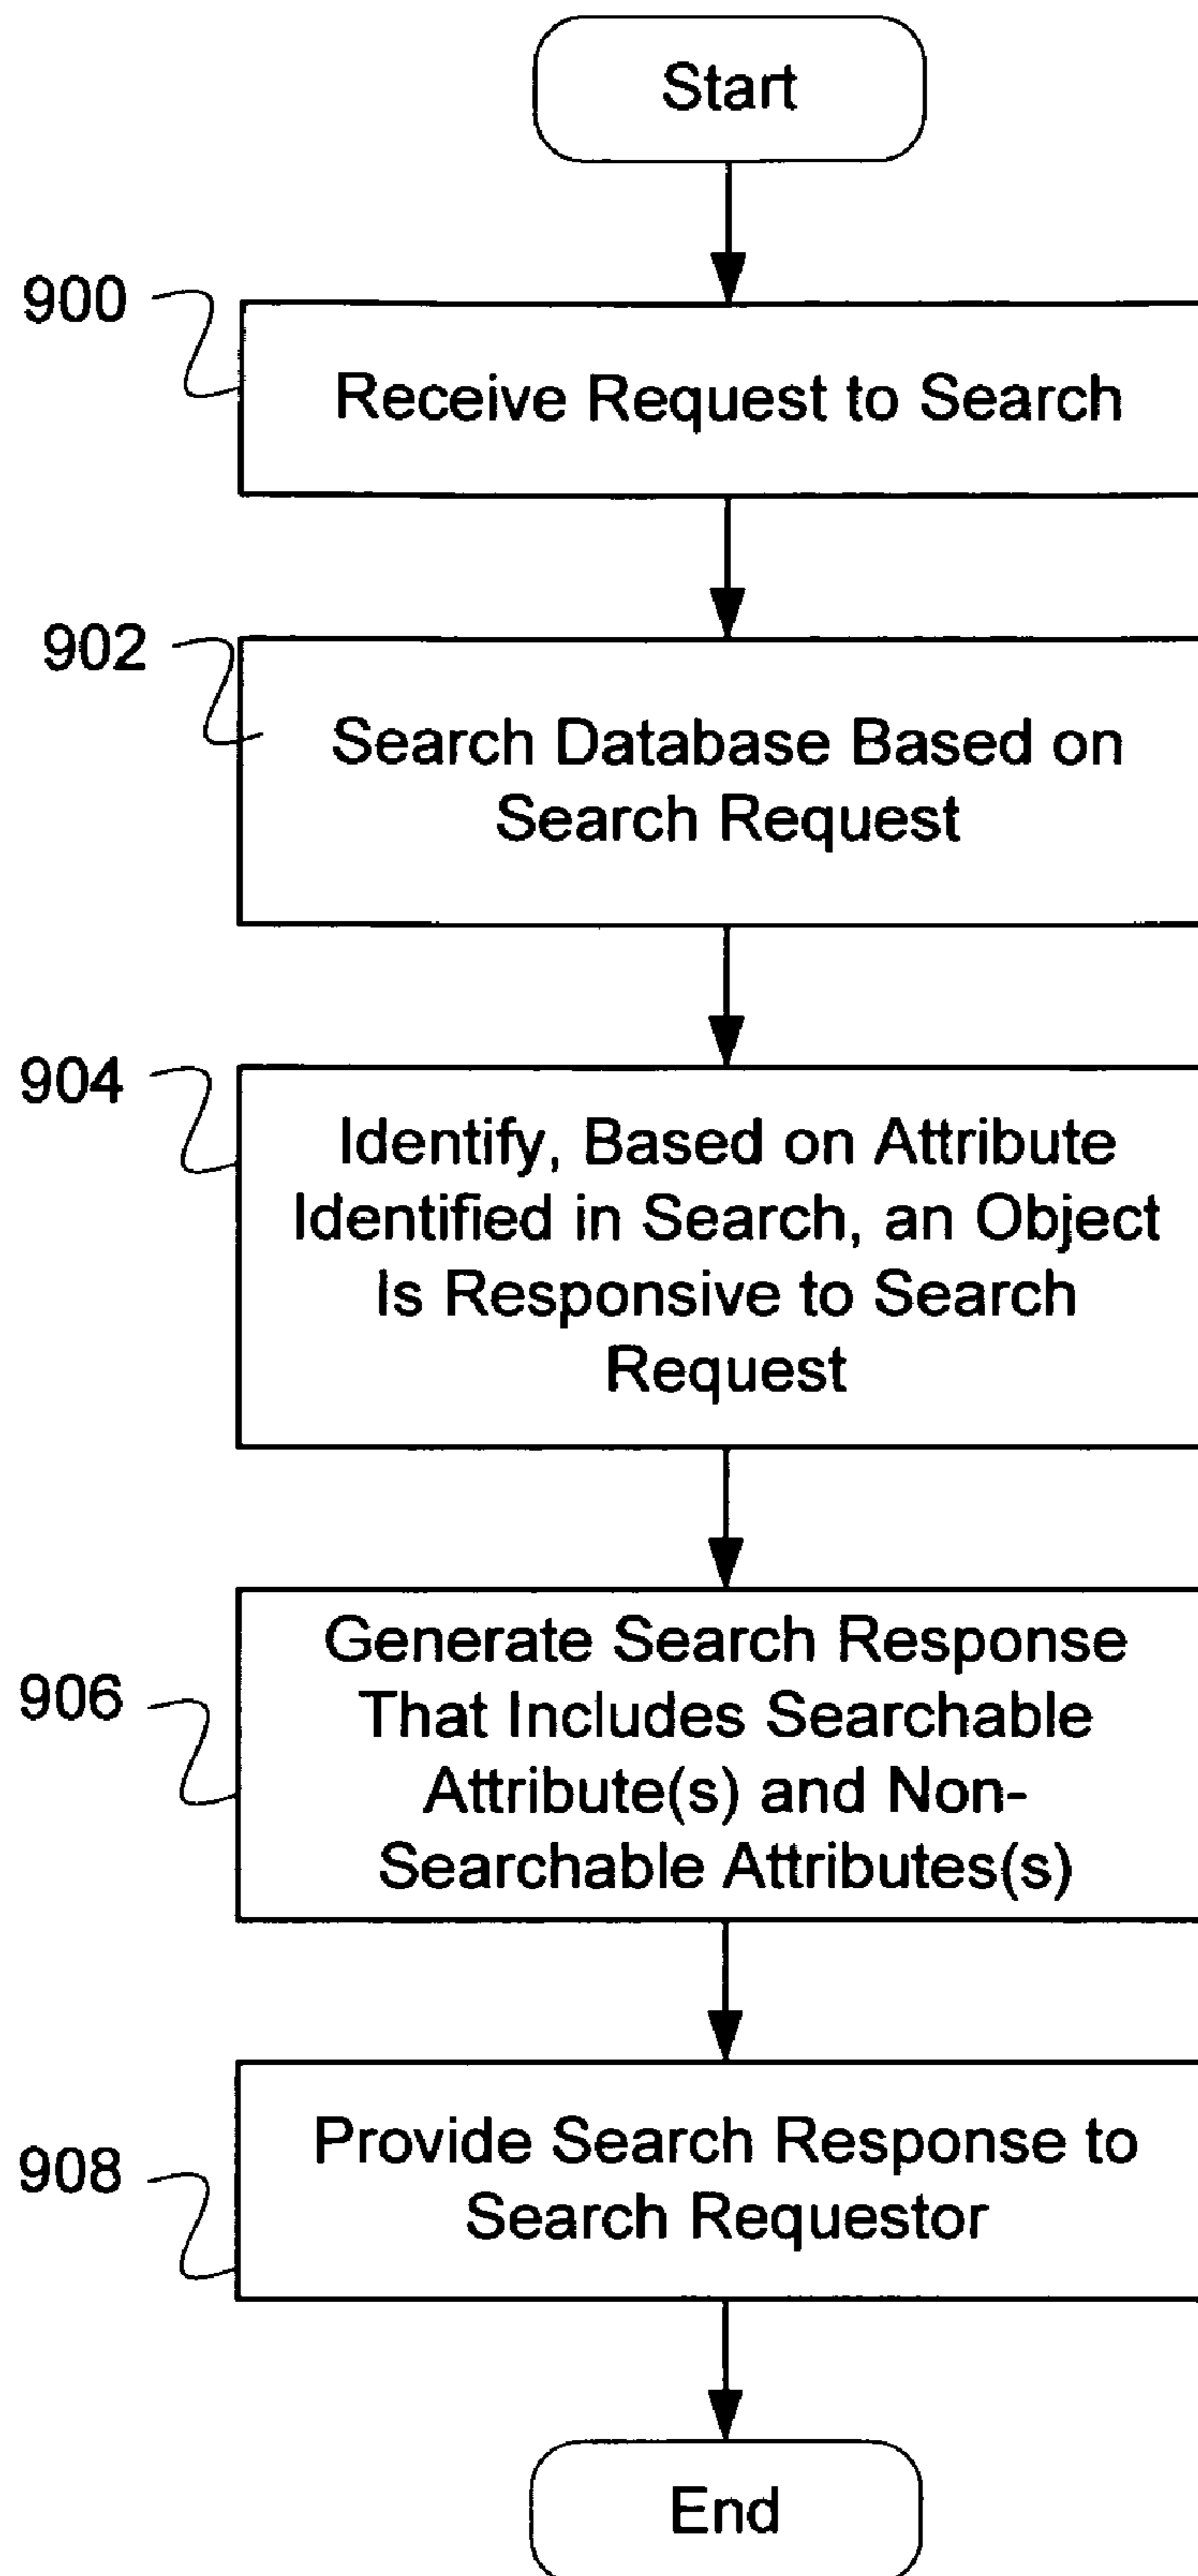 Start
900
Receive Request to Search
902
Search Database Based on
Search Request
904
Identify, Based on Attribute
Identified in Search, an Object
Is Responsive to Search
Request
906
Generate Search Response
That Includes Searchable
Attribute(s) and Non-
Searchable Attributes(s)
908
Provide Search Response to
Search Requestor
End